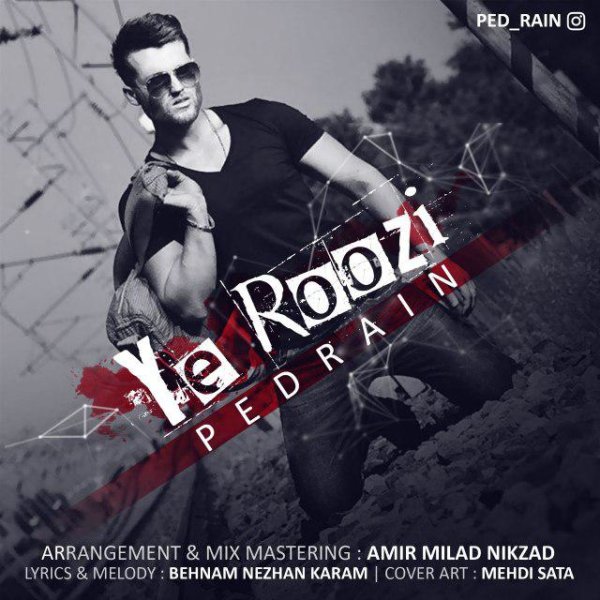 PED_RAIN
Ye Roozi
PEDRAIN
ARRANGEMENT & MIX MASTERING : AMIR MILAD NIKZAD
LYRICS & MELODY : BEHNAM NEZHAN KARAM | COVER ART : MEHDI SATA